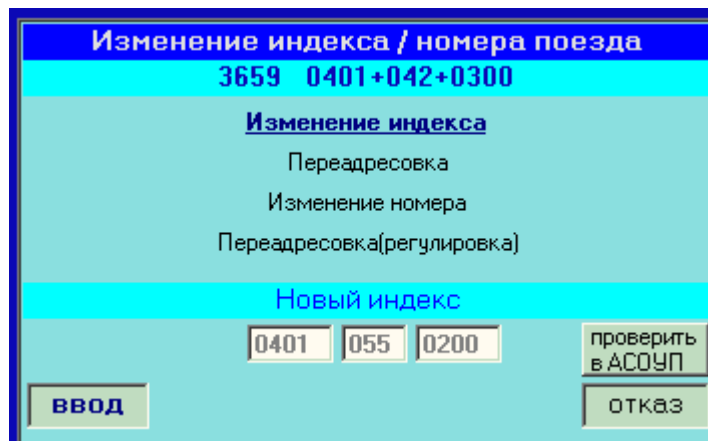 Изменение индекса / номера поезда
3659 0401+042+0300
Изменение индекса
Переадресовка
Изменение номера
Переадресовка(регулировка)
Новый индекс
0401 055 0200
проверить
в АСОУП
ввод
отказ